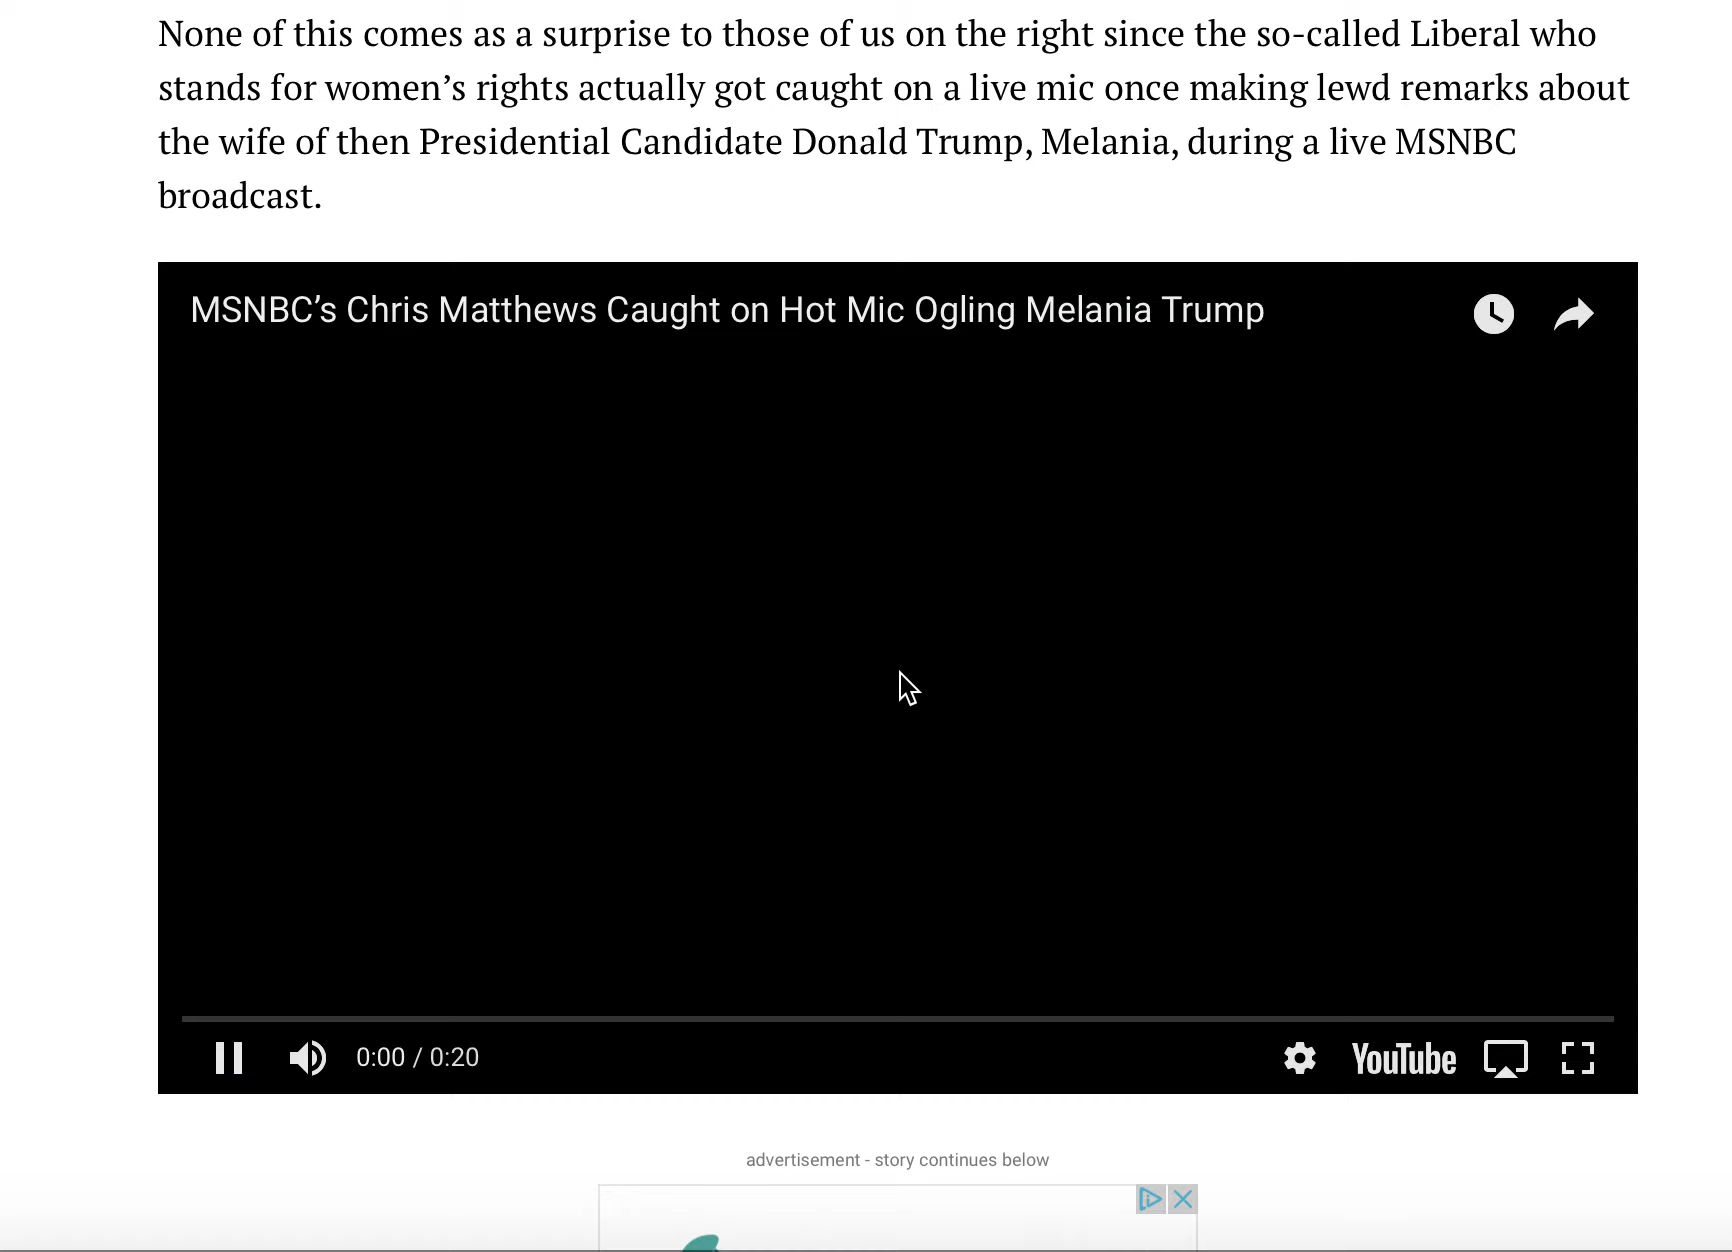 None of this comes as a surprise to those of us on the right since the so-called Liberal who
stands for women’s rights actually got caught on a live mic once making lewd remarks about
the wife of then Presidential Candidate Donald Trump, Melania, during a live MSNBC
broadcast.
MSNBC’s Chris Matthews Caught on Hot Mic Ogling Melania Trump
0:00 / 0:20
YouTube
advertisement - story continues below